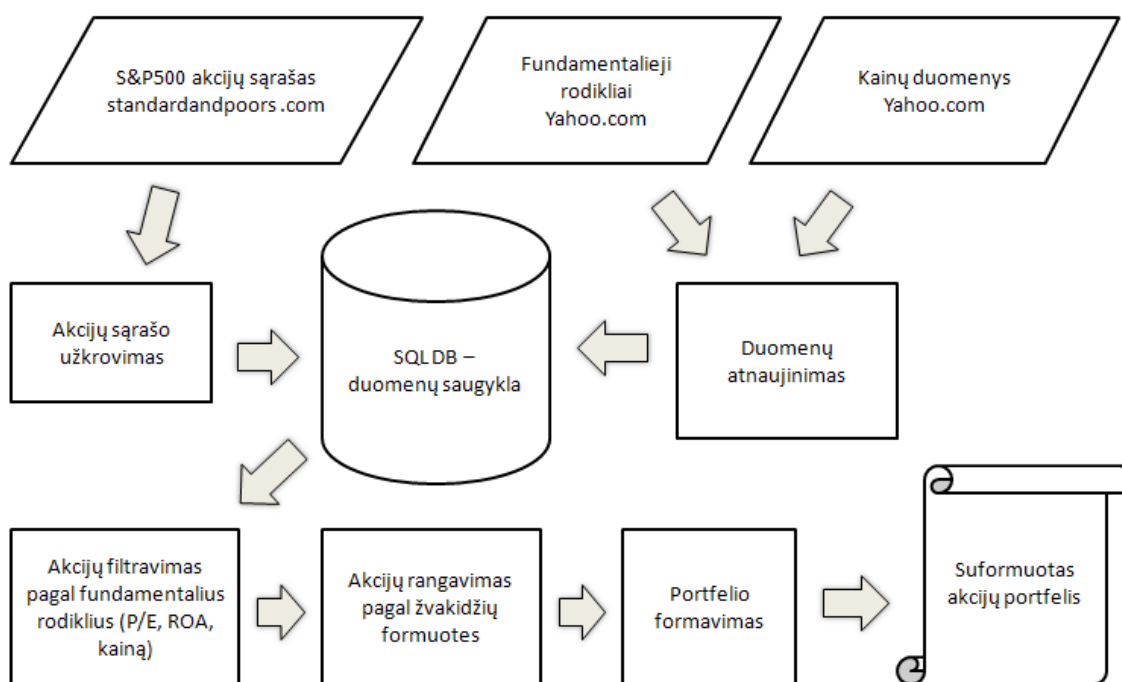 S&P500 akcijų sąrašas
standardandpoors .com
Fundamentalieji
rodikliai
Yahoo.com
Kainų duomenys
Yahoo.com
Akcijų sąrašo
užkrovimas
SQL DB –
duomenų saugykla
Duomenų
atnaujinimas
Akcijų filtravimas
pagal fundamentalius
rodiklius (P/E, ROA,
kainą)
Akcijų rangavimas
pagal žvakidžių
formuotes
Portfelio
formavimas
Suformuotas
akcijų portfelis